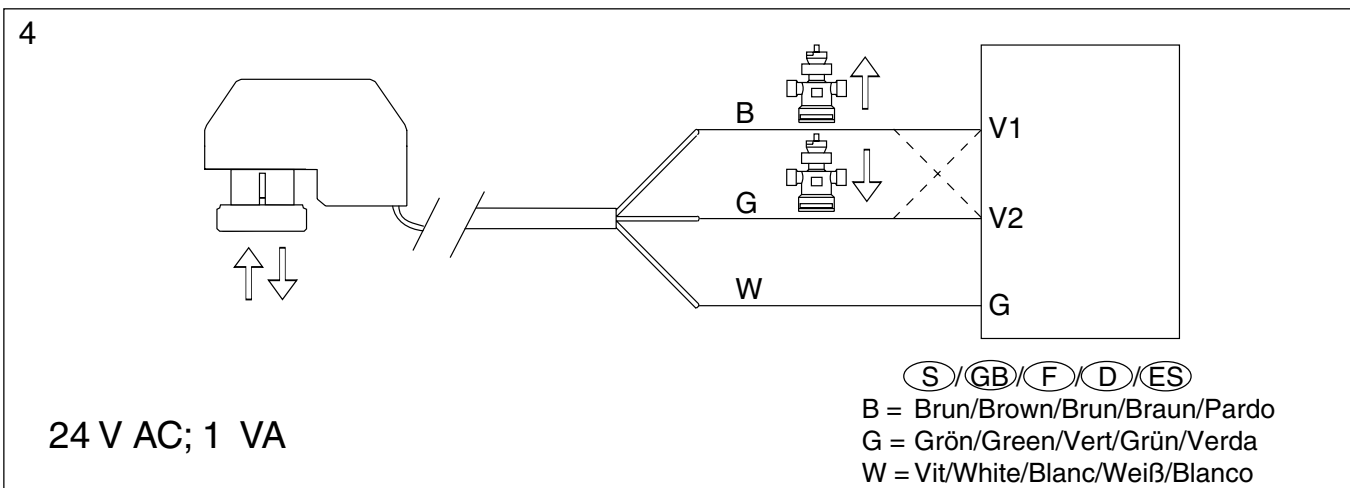 4
B
V1
G
V2
W
G
S/GB/F/D/ES
B = Brun/Brown/Brun/Braun/Pardo
G = Grön/Green/Vert/Grün/Verda
W = Vit/White/Blanc/Weiß/Blanco
24 V AC; 1 VA